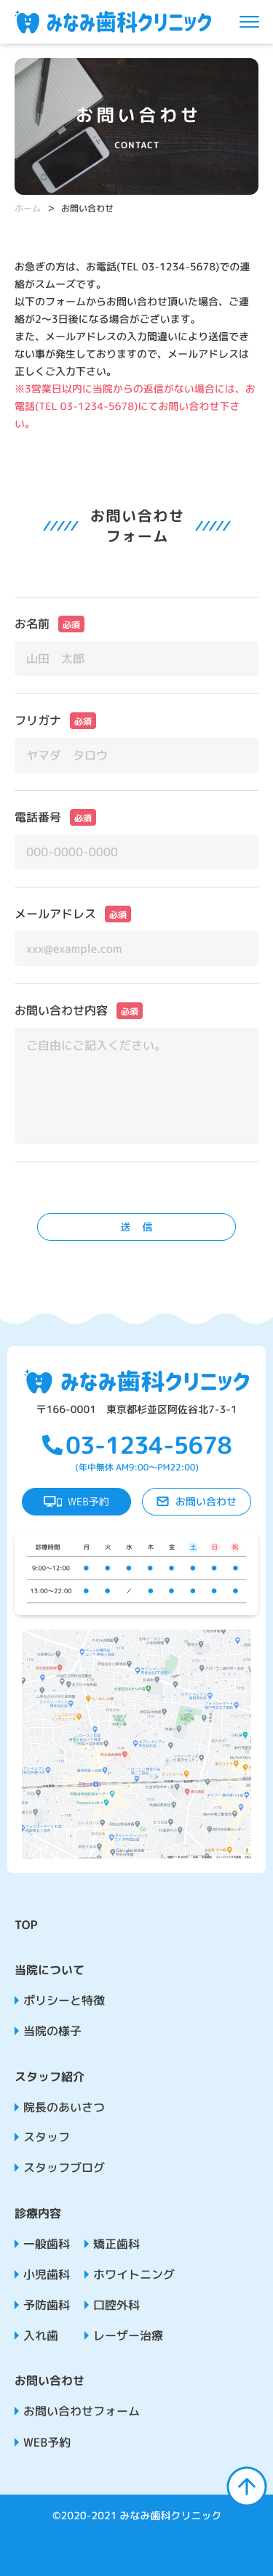 みなみ歯科クリニック
お問い合わせ
CONTACT
ホーム > お問い合わせ
お急ぎの方は、お電話(TEL 03-1234-5678)での連
絡がスムーズです。
以下のフォームからお問い合わせ頂いた場合、ご連
絡が2〜3日後になる場合がございます。
また、メールアドレスの入力間違いにより送信でき
ない事が発生しておりますので、メールアドレスは
正しくご入力下さい。
※3営業日以内に当院からの返信がない場合には、お
電話(TEL 03-1234-5678)にてお問い合わせ下さ
い。
お問い合わせ
フォーム
お名前 必須
山田　太郎
フリガナ 必須
ヤマダ　タロウ
電話番号 必須
000-0000-0000
メールアドレス 必須
xxx@example.com
お問い合わせ内容 必須
ご自由にご記入ください。
送　信
みなみ歯科クリニック
〒166-0001　東京都杉並区阿佐谷北7-3-1
03-1234-5678
(年中無休 AM9:00〜PM22:00)
WEB予約 お問い合わせ
診療時間 月 火 水 木 金 土 日 祝
9:00〜12:00 ● ● ● ● ● ● ● ●
13:00〜22:00 ● ● ／ ● ● ● ● ●
TOP
当院について
ポリシーと特徴
当院の様子
スタッフ紹介
院長のあいさつ
スタッフ
スタッフブログ
診療内容
一般歯科 矯正歯科
小児歯科 ホワイトニング
予防歯科 口腔外科
入れ歯 レーザー治療
お問い合わせ
お問い合わせフォーム
WEB予約
©2020-2021 みなみ歯科クリニック